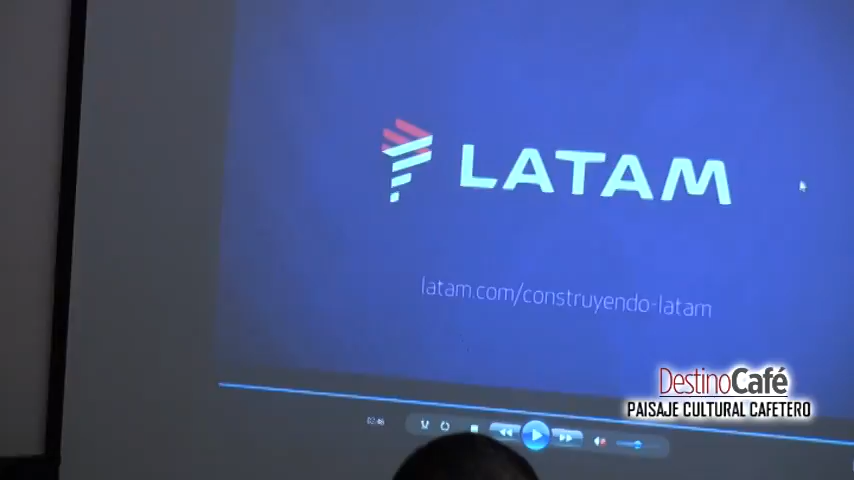 LATAM
latam.com/construyendo-latam
DestinoCafé
PAISAJE CULTURAL CAFETERO